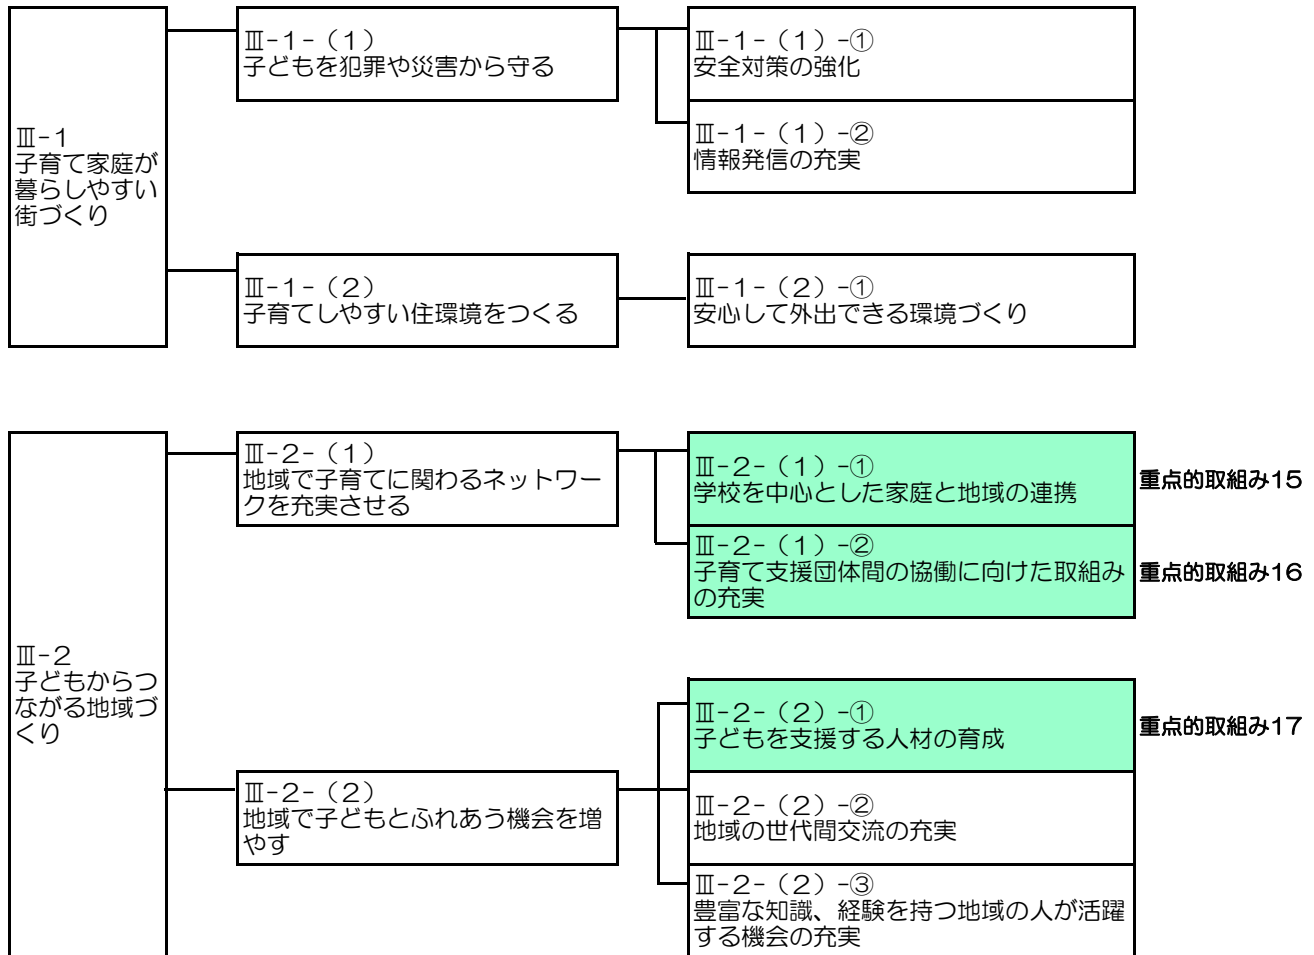 Ⅲ-1
子育て家庭が
暮らしやすい
街づくり
Ⅲ-1-（1）
子どもを犯罪や災害から守る
Ⅲ-1-（1）-①
安全対策の強化
Ⅲ-1-（1）-②
情報発信の充実
Ⅲ-1-（2）
子育てしやすい住環境をつくる
Ⅲ-1-（2）-①
安心して外出できる環境づくり
Ⅲ-2
子どもからつ
ながる地域づ
くり
Ⅲ-2-（1）
地域で子育てに関わるネットワー
クを充実させる
Ⅲ-2-（1）-①
学校を中心とした家庭と地域の連携
重点的取組み15
Ⅲ-2-（1）-②
子育て支援団体間の協働に向けた取組み
の充実
重点的取組み16
Ⅲ-2-（2）
地域で子どもとふれあう機会を増
やす
Ⅲ-2-（2）-①
子どもを支援する人材の育成
重点的取組み17
Ⅲ-2-（2）-②
地域の世代間交流の充実
Ⅲ-2-（2）-③
豊富な知識、経験を持つ地域の人が活躍
する機会の充実